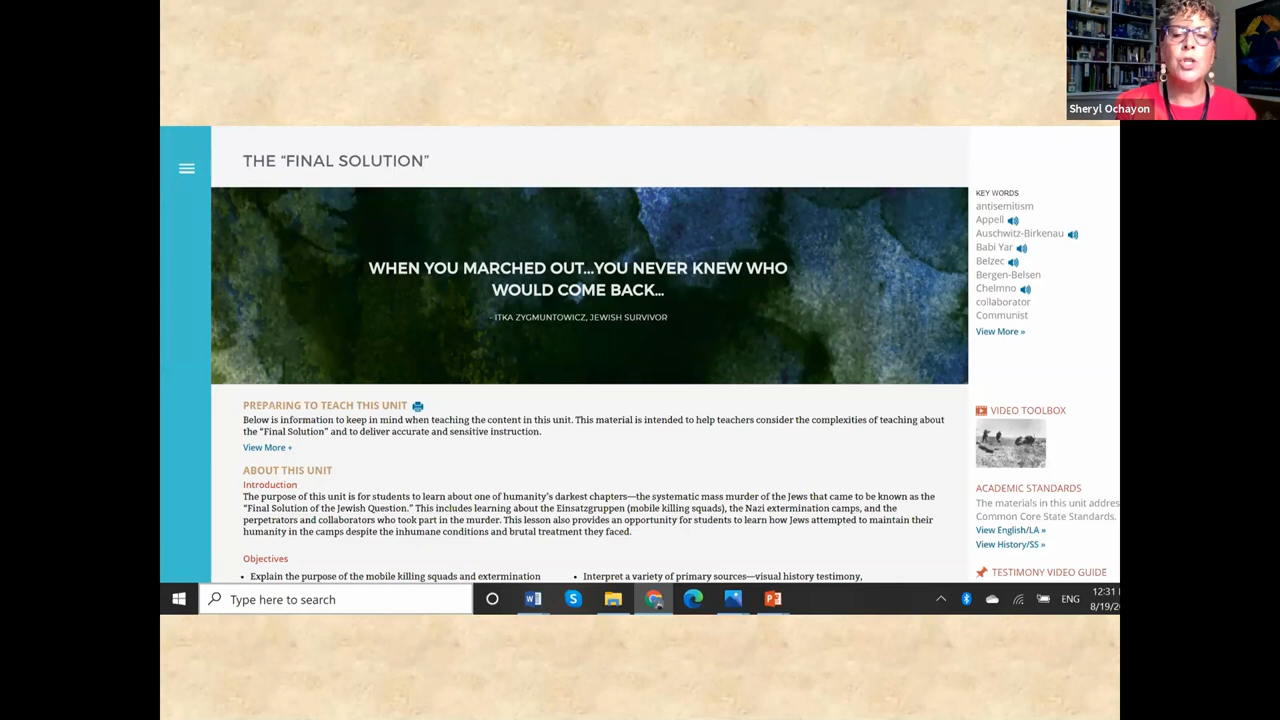 Sheryl Ochayon
THE “FINAL SOLUTION”
WHEN YOU MARCHED OUT...YOU NEVER KNEW WHO
WOULD COME BACK...
- ITKA ZYGMUNTOWICZ, JEWISH SURVIVOR
PREPARING TO TEACH THIS UNIT
Below is information to keep in mind when teaching the content in this unit. This material is intended to help teachers consider the complexities of teaching about
the “Final Solution” and to deliver accurate and sensitive instruction.
View More +
ABOUT THIS UNIT
Introduction
The purpose of this unit is for students to learn about one of humanity’s darkest chapters—the systematic mass murder of the Jews that came to be known as the
“Final Solution of the Jewish Question.” This includes learning about the Einsatzgruppen (mobile killing squads), the Nazi extermination camps, and the
perpetrators and collaborators who took part in the murder. This lesson also provides an opportunity for students to learn how Jews attempted to maintain their
humanity in the camps despite the inhumane conditions and brutal treatment they faced.
Objectives
• Explain the purpose of the mobile killing squads and extermination
• Interpret a variety of primary sources—visual history testimony,
KEY WORDS
antisemitism
Appell
Auschwitz-Birkenau
Babi Yar
Belzec
Bergen-Belsen
Chelmno
collaborator
Communist
View More »
VIDEO TOOLBOX
ACADEMIC STANDARDS
The materials in this unit addres
Common Core State Standards.
View English/LA »
View History/SS »
TESTIMONY VIDEO GUIDE
Type here to search
ENG
12:31
8/19/20